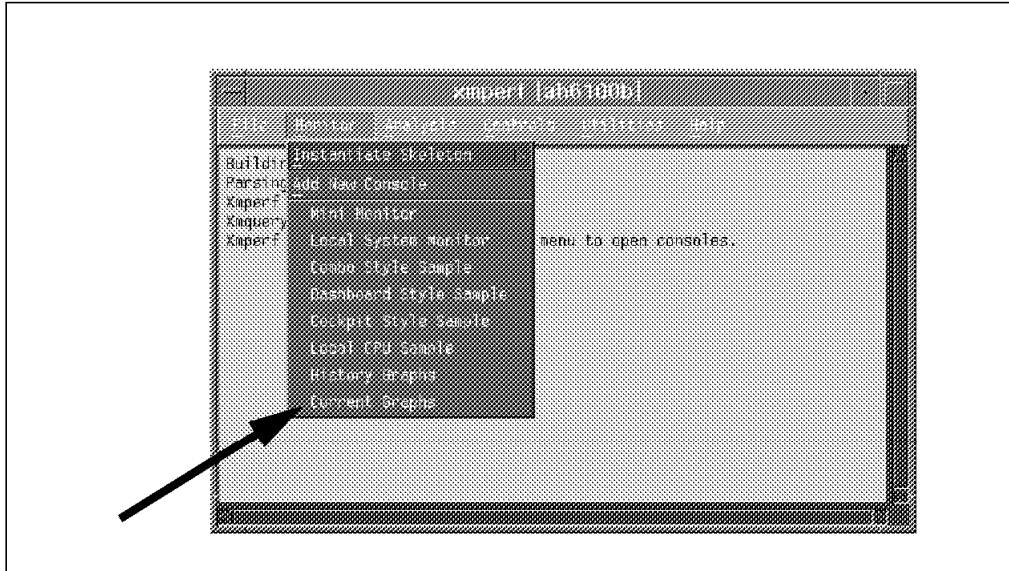 xmperf [ah6100b]
File Monitor Analysis Controls Utilities Help
Instantiate Skeleton
Buildin
Parsing
Add New Console
Xmperf
Mini Monitor
Xmquery
Xmperf
Local System Monitor
menu to open consoles.
Combo Style Sample
Dashboard Style Sample
Cockpit Style Sample
Local CPU Sample
History Graphs
Current Graphs